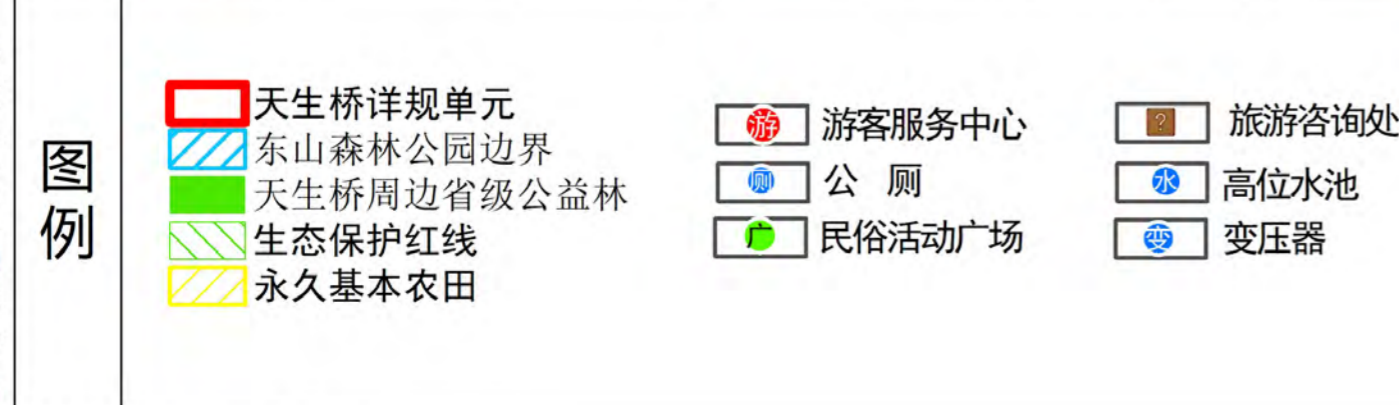 图例
天生桥详规单元
东山森林公园边界
天生桥周边省级公益林
生态保护红线
永久基本农田
游 游客服务中心
厕 公 厕
广 民俗活动广场
? 旅游咨询处
水 高位水池
变 变压器